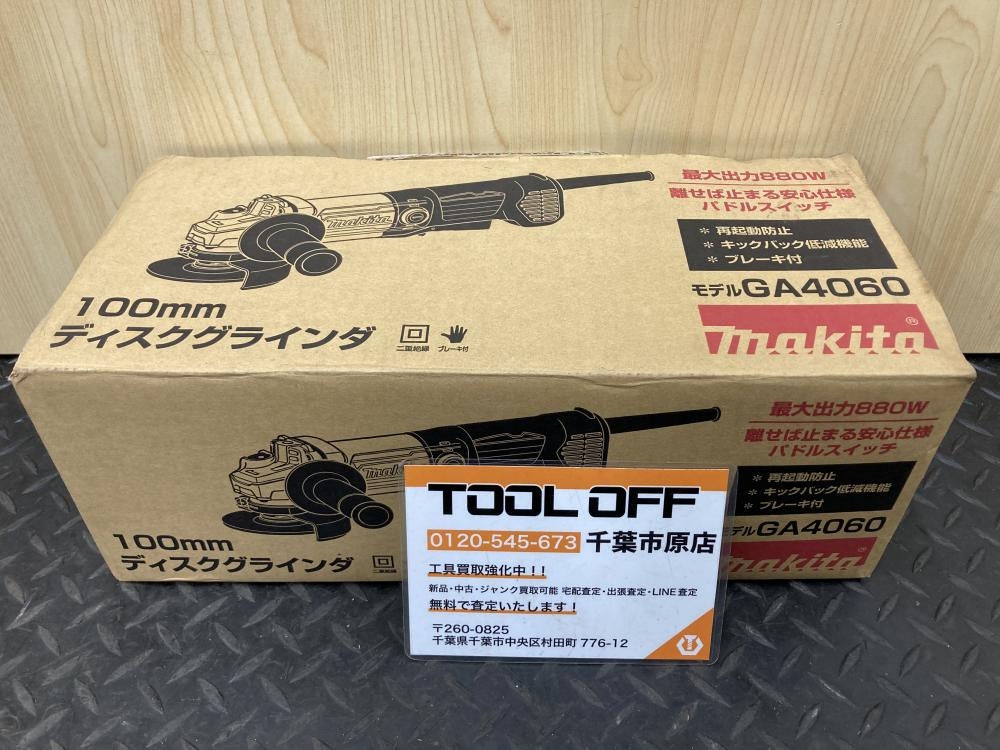 makita
最大出力880W
離せば止まる安心仕様
パドルスイッチ
* 再起動防止
* キックバック低減機能
* ブレーキ付
モデルGA4060
makita®
100mm
ディスクグラインダ
二重絶縁 ブレーキ付
makita
最大出力880W
離せば止まる安心仕様
パドルスイッチ
* 再起動防止
* キックバック低減機能
* ブレーキ付
デルGA4060
makita
100mm
ディスクグラインダ
TOOL OFF
0120-545-673 千葉市原店
工具買取強化中!!
新品・中古・ジャンク買取可能 宅配査定・出張査定・LINE査定
無料で査定いたします!
〒260-0825
千葉県千葉市中央区村田町 776-12